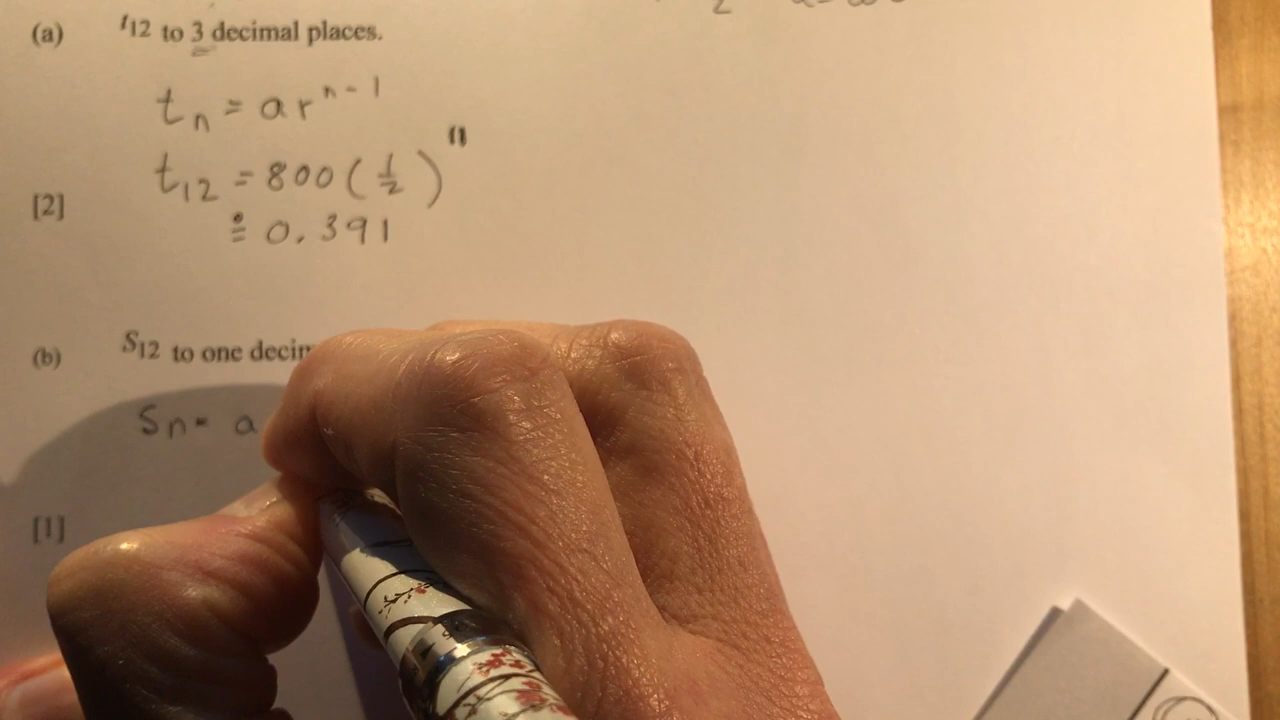 (a) t12 to 3 decimal places.
tn = ar^n-1
t12 = 800(1/2)^11
[2]
≐ 0.391
(b) S12 to one
Sn = a
[1]